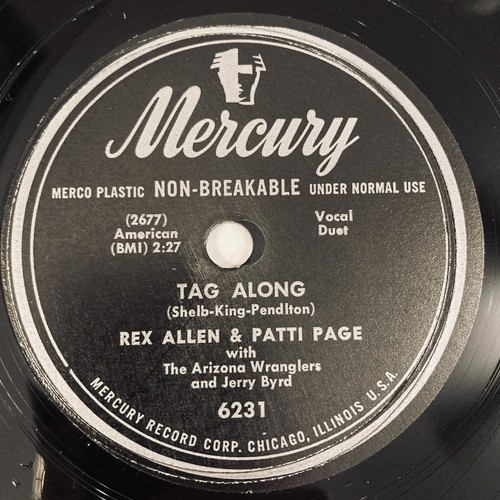 Mercury
MERCO PLASTIC NON-BREAKABLE UNDER NORMAL USE
(2677)
American
(BMI) 2:27
Vocal
Duet
TAG ALONG
(Shelb-King-Pendlton)
REX ALLEN & PATTI PAGE
with
The Arizona Wranglers
and Jerry Byrd
6231
MERCURY RECORD CORP. CHICAGO, ILLINOIS U.S.A.